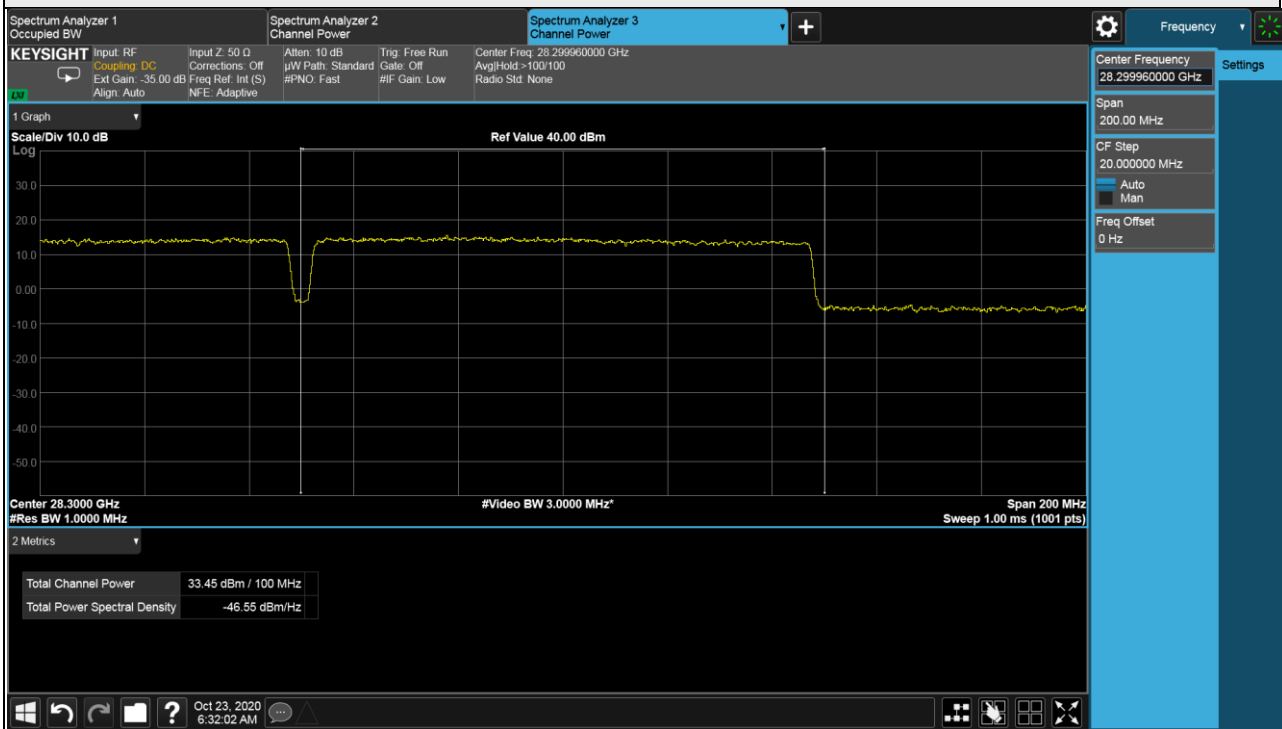 Spectrum Analyzer 1
Occupied BW
Spectrum Analyzer 2
Channel Power
Spectrum Analyzer 3
Channel Power
Frequency
KEYSIGHT
LXI
Input: RF
Coupling: DC
Ext Gain: -35.00 dB
Align: Auto
Input Z: 50 Ω
Corrections: Off
Freq Ref: Int (S)
NFE: Adaptive
Atten: 10 dB
µW Path: Standard
#PNO: Fast
Trig: Free Run
Gate: Off
#IF Gain: Low
Center Freq: 28.299960000 GHz
Avg|Hold:>100/100
Radio Std: None
Center Frequency
28.299960000 GHz
Settings
Span
200.00 MHz
CF Step
20.000000 MHz
Auto
Man
Freq Offset
0 Hz
1 Graph
Scale/Div 10.0 dB
Ref Value 40.00 dBm
Log
30.0
20.0
10.0
0.00
-10.0
-20.0
-30.0
-40.0
-50.0
Center 28.3000 GHz
#Video BW 3.0000 MHz*
Span 200 MHz
#Res BW 1.0000 MHz
Sweep 1.00 ms (1001 pts)
2 Metrics
Total Channel Power 33.45 dBm / 100 MHz
Total Power Spectral Density -46.55 dBm/Hz
?
Oct 23, 2020
6:32:02 AM